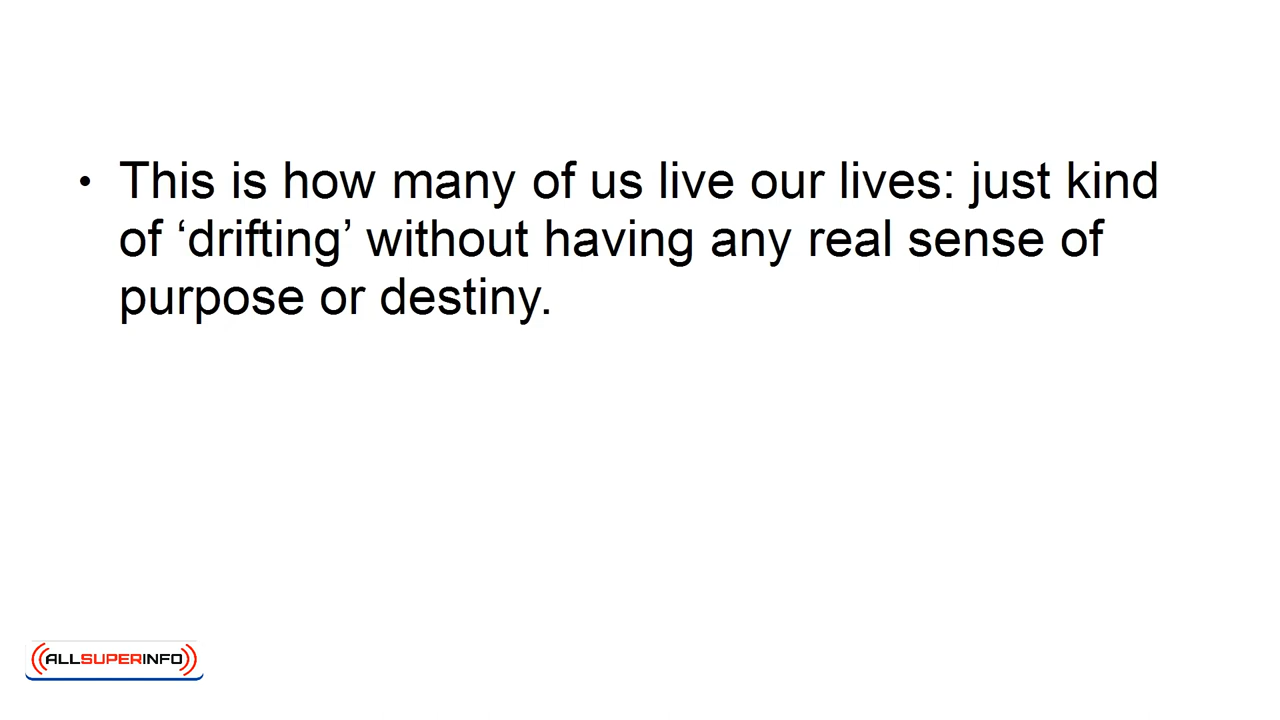 • This is how many of us live our lives: just kind
of ‘drifting’ without having any real sense of
purpose or destiny.
ALLSUPERINFO